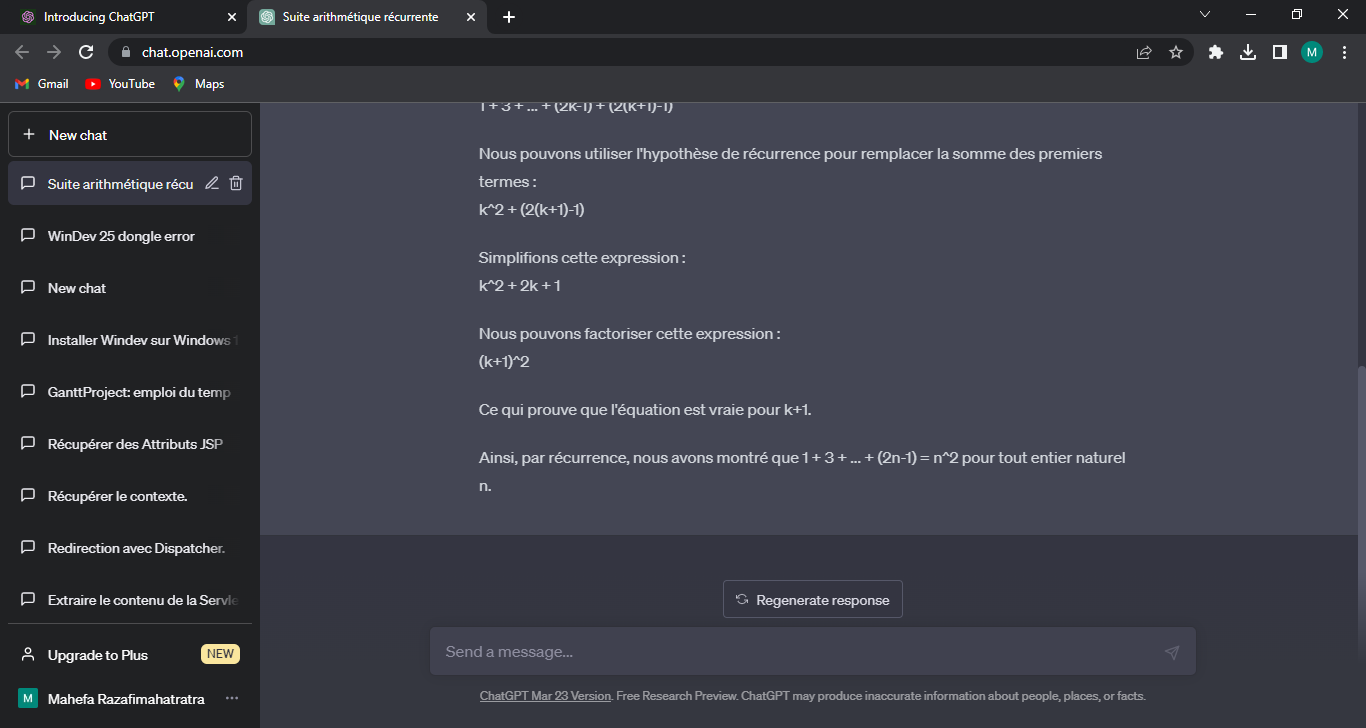 Introducing ChatGPT
Suite arithmétique récurrente
chat.openai.com
M
Gmail
YouTube
Maps
New chat
Suite arithmétique récu
WinDev 25 dongle error
New chat
Installer Windev sur Windows 1
GanttProject: emploi du temp
Récupérer des Attributs JSP
Récupérer le contexte.
Redirection avec Dispatcher.
Extraire le contenu de la Servle
Upgrade to Plus
NEW
M
Mahefa Razafimahatratra
1 + 3 + ... + (2k-1) + (2(k+1)-1)
Nous pouvons utiliser l'hypothèse de récurrence pour remplacer la somme des premiers
termes :
k^2 + (2(k+1)-1)
Simplifions cette expression :
k^2 + 2k + 1
Nous pouvons factoriser cette expression :
(k+1)^2
Ce qui prouve que l'équation est vraie pour k+1.
Ainsi, par récurrence, nous avons montré que 1 + 3 + ... + (2n-1) = n^2 pour tout entier naturel
n.
Regenerate response
Send a message...
ChatGPT Mar 23 Version. Free Research Preview. ChatGPT may produce inaccurate information about people, places, or facts.